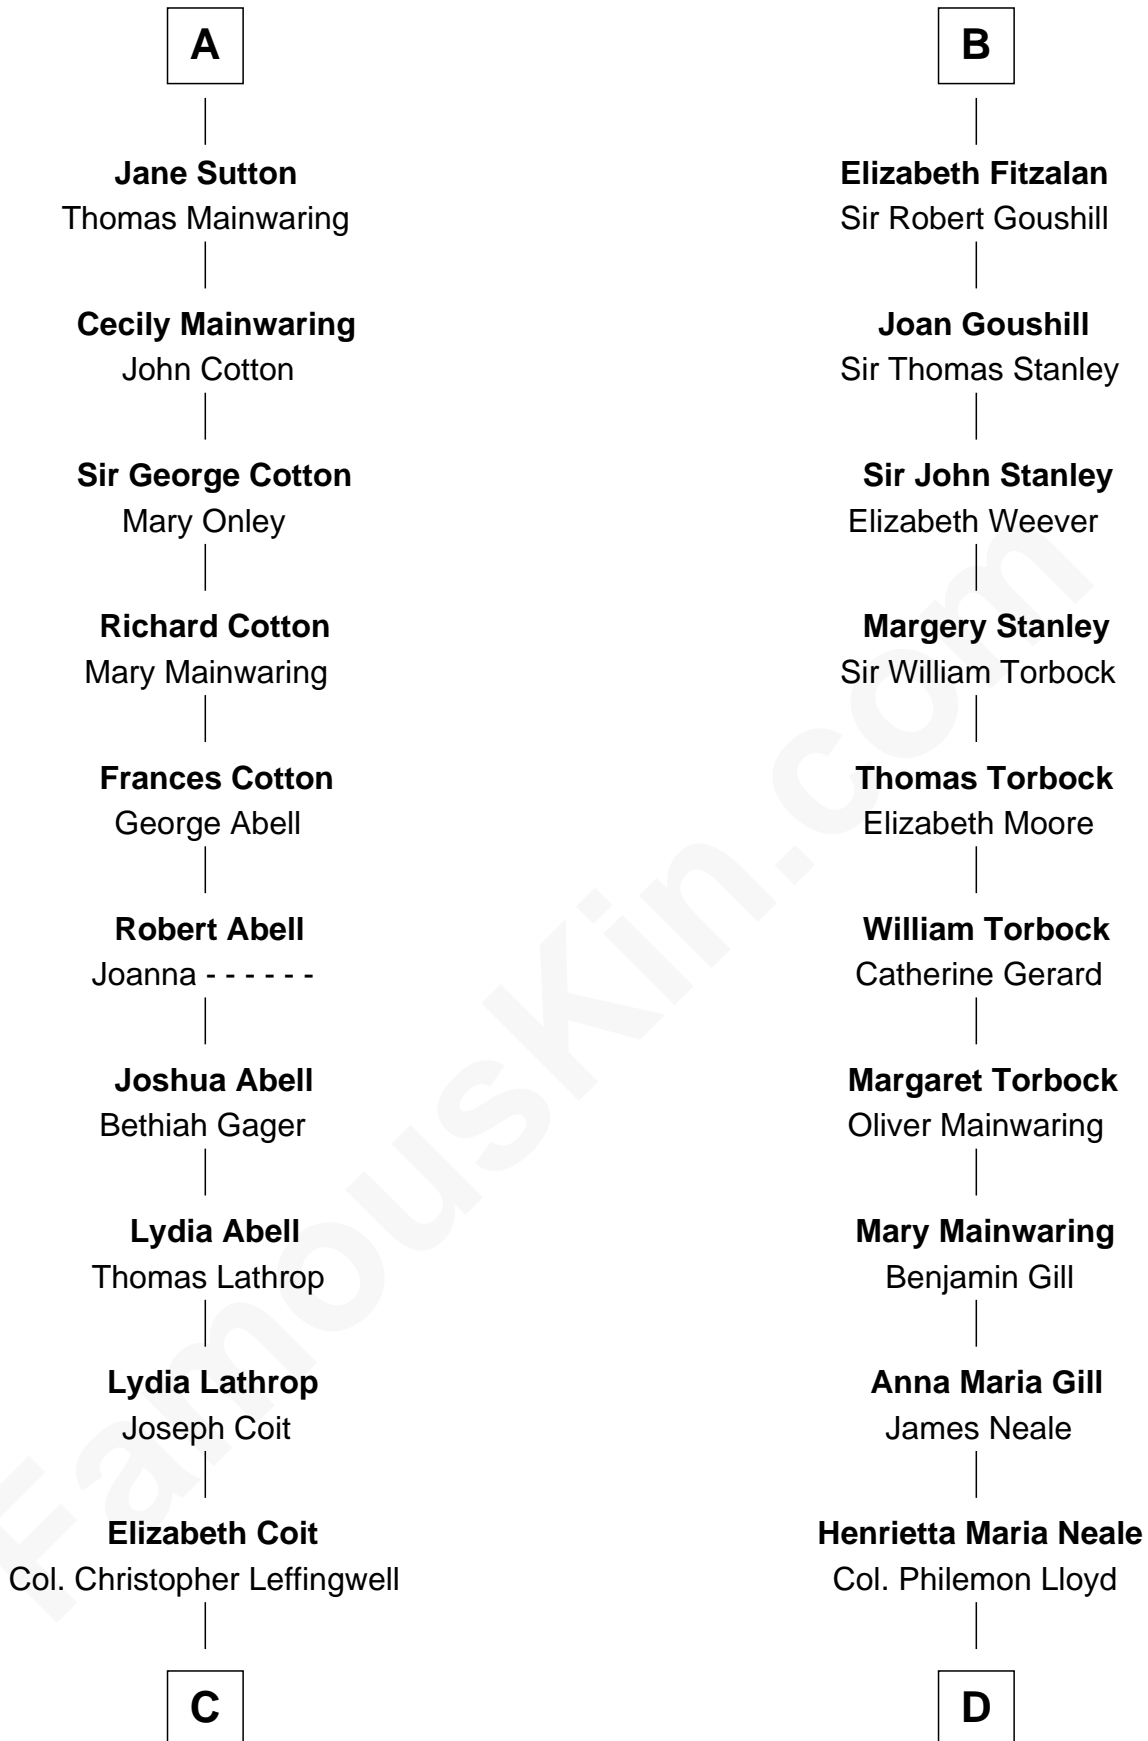 A
Jane Sutton
Thomas Mainwaring
Cecily Mainwaring
John Cotton
Sir George Cotton
Mary Onley
Richard Cotton
Mary Mainwaring
Frances Cotton
George Abell
Robert Abell
Joanna - - - - - -
Joshua Abell
Bethiah Gager
Lydia Abell
Thomas Lathrop
Lydia Lathrop
Joseph Coit
Elizabeth Coit
Col. Christopher Leffingwell
C
B
Elizabeth Fitzalan
Sir Robert Goushill
Joan Goushill
Sir Thomas Stanley
Sir John Stanley
Elizabeth Weever
Margery Stanley
Sir William Torbock
Thomas Torbock
Elizabeth Moore
William Torbock
Catherine Gerard
Margaret Torbock
Oliver Mainwaring
Mary Mainwaring
Benjamin Gill
Anna Maria Gill
James Neale
Henrietta Maria Neale
Col. Philemon Lloyd
D
FamousKin.com